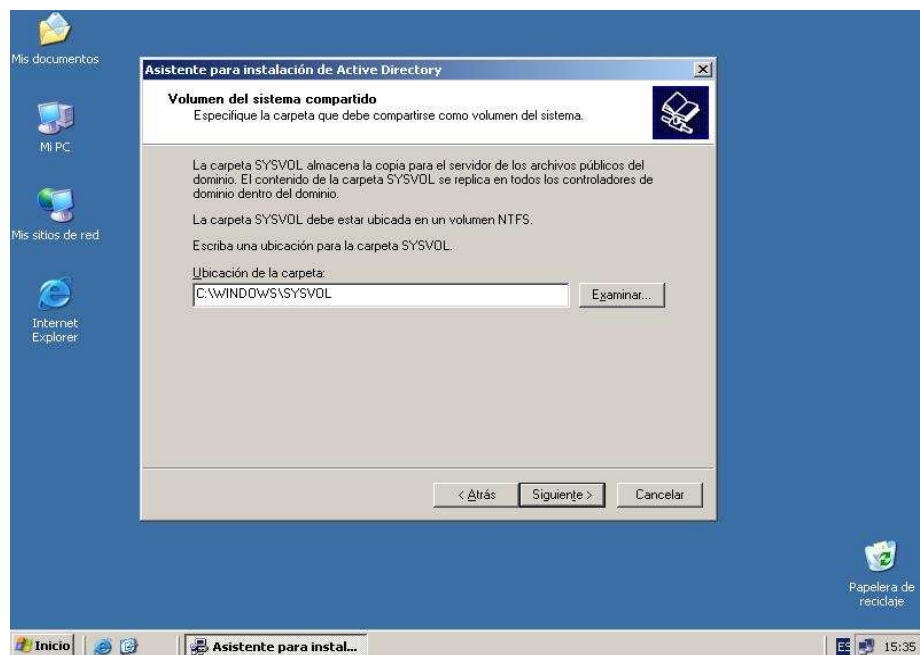 Mis documentos
Mi PC
Mis sitios de red
Internet
Explorer
Asistente para instalación de Active Directory
Volumen del sistema compartido
Especifique la carpeta que debe compartirse como volumen del sistema.
La carpeta SYSVOL almacena la copia para el servidor de los archivos públicos del
dominio. El contenido de la carpeta SYSVOL se replica en todos los controladores de
dominio dentro del dominio.
La carpeta SYSVOL debe estar ubicada en un volumen NTFS.
Escriba una ubicación para la carpeta SYSVOL.
Ubicación de la carpeta:
C:\WINDOWS\SYSVOL
Examinar...
< Atrás
Siguiente >
Cancelar
Papelera de
reciclaje
Inicio
Asistente para instal...
ES
15:35